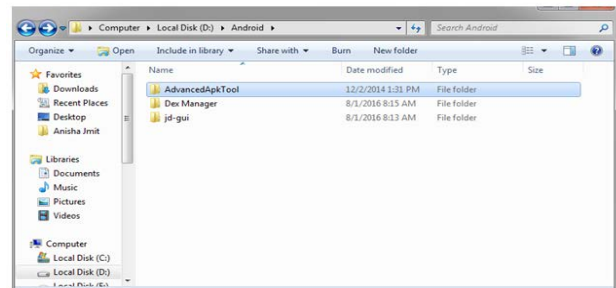 Computer ▸ Local Disk (D:) ▸ Android ▸
Search Android
Organize Open Include in library Share with Burn New folder
Name Date modified Type Size
Favorites
Downloads
Recent Places
Desktop
Anisha Jmit
Libraries
Documents
Music
Pictures
Videos
Computer
Local Disk (C:)
Local Disk (D:)
Local Disk (E:)
AdvancedApkTool 12/2/2014 1:31 PM File folder
Dex Manager 8/1/2016 8:15 AM File folder
jd-gui 8/1/2016 8:13 AM File folder